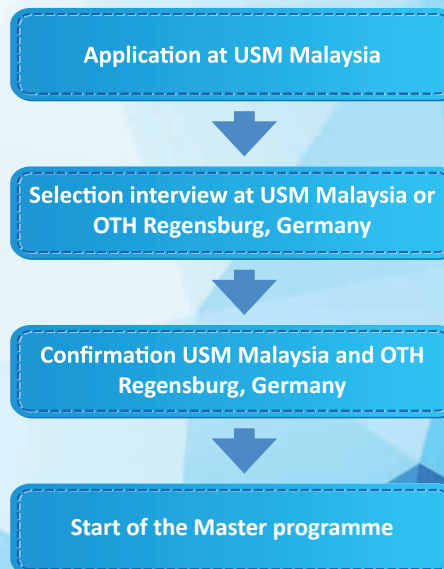 Application at USM Malaysia
Selection interview at USM Malaysia or
OTH Regensburg, Germany
Confirmation USM Malaysia and OTH
Regensburg, Germany
Start of the Master programme